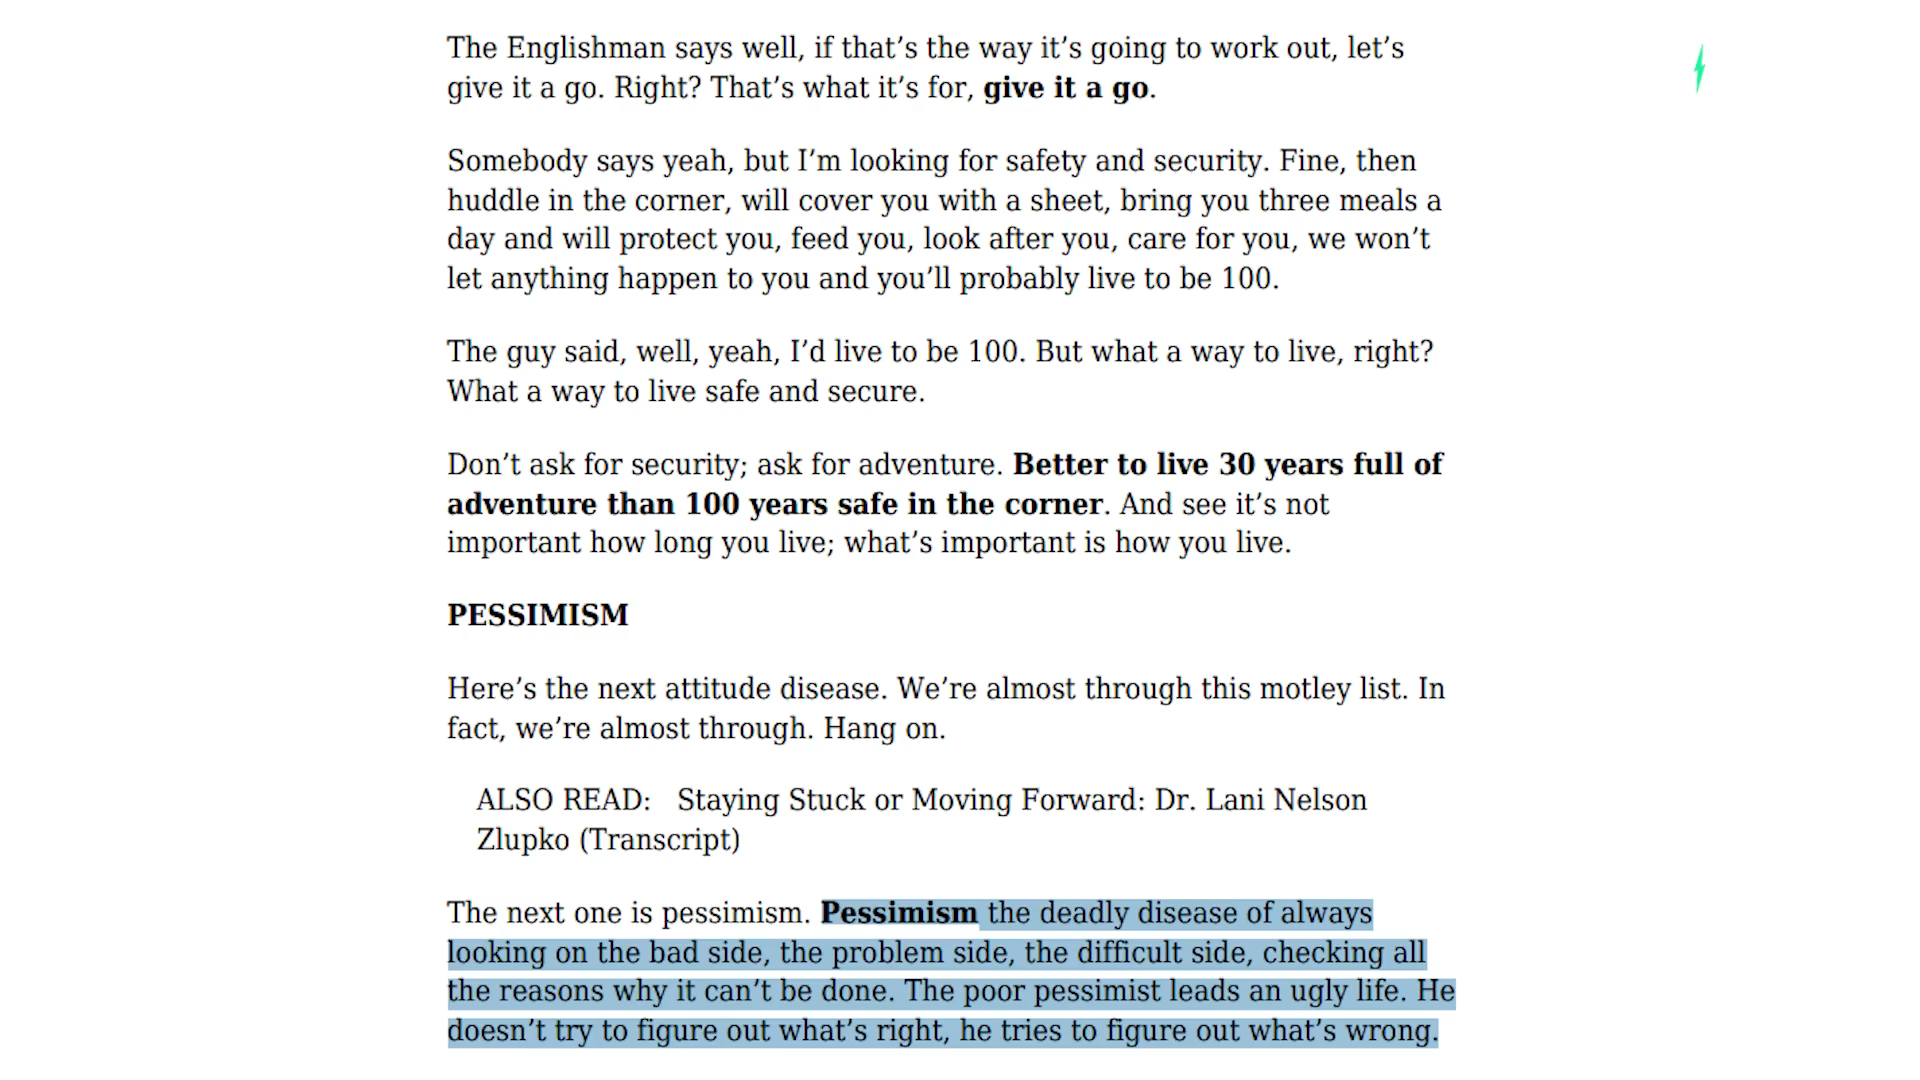 The Englishman says well, if that’s the way it’s going to work out, let’s
give it a go. Right? That’s what it’s for, give it a go.
Somebody says yeah, but I’m looking for safety and security. Fine, then
huddle in the corner, will cover you with a sheet, bring you three meals a
day and will protect you, feed you, look after you, care for you, we won’t
let anything happen to you and you’ll probably live to be 100.
The guy said, well, yeah, I’d live to be 100. But what a way to live, right?
What a way to live safe and secure.
Don’t ask for security; ask for adventure. Better to live 30 years full of
adventure than 100 years safe in the corner. And see it’s not
important how long you live; what’s important is how you live.
PESSIMISM
Here’s the next attitude disease. We’re almost through this motley list. In
fact, we’re almost through. Hang on.
ALSO READ: Staying Stuck or Moving Forward: Dr. Lani Nelson
Zlupko (Transcript)
The next one is pessimism. Pessimism the deadly disease of always
looking on the bad side, the problem side, the difficult side, checking all
the reasons why it can’t be done. The poor pessimist leads an ugly life. He
doesn’t try to figure out what’s right, he tries to figure out what’s wrong.